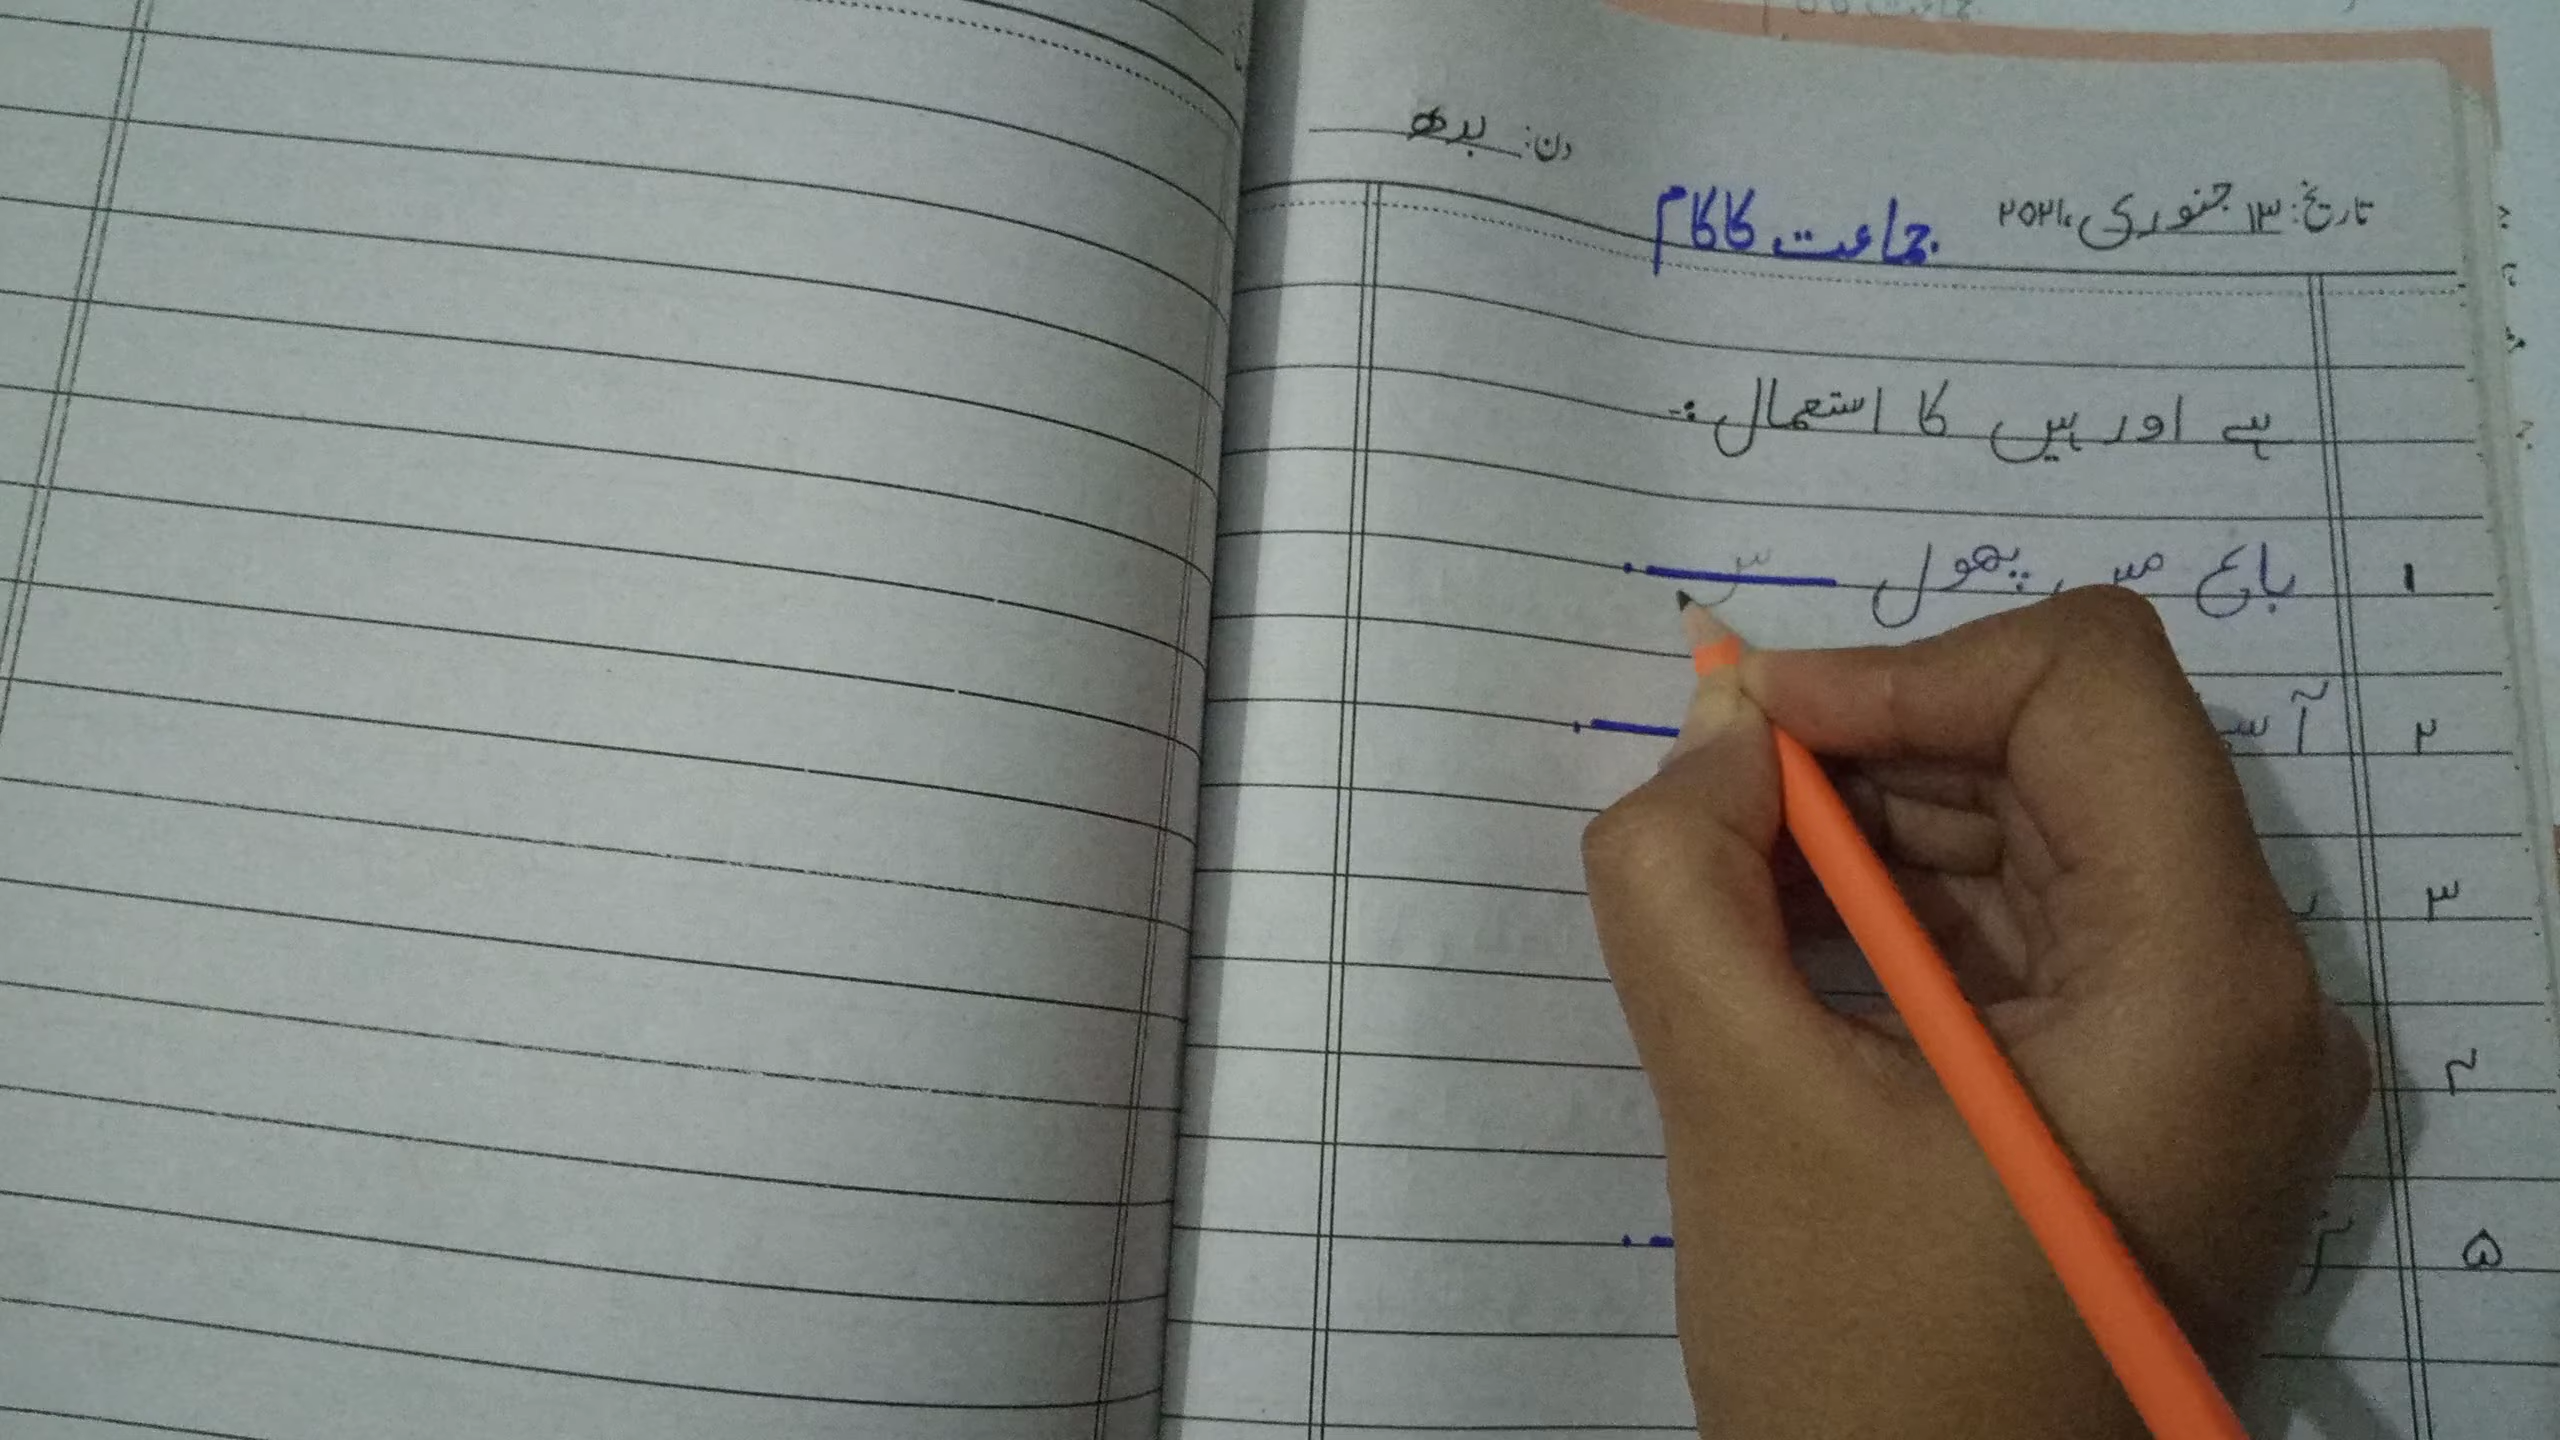 دن: بدھ
تاریخ: ۱۳ جنوری ۲۰۲۱ء
جماعت کا کام
ہے اور ہیں کا استعمال:-
۱ باغ میں پھول
۲
۳
۴
۵